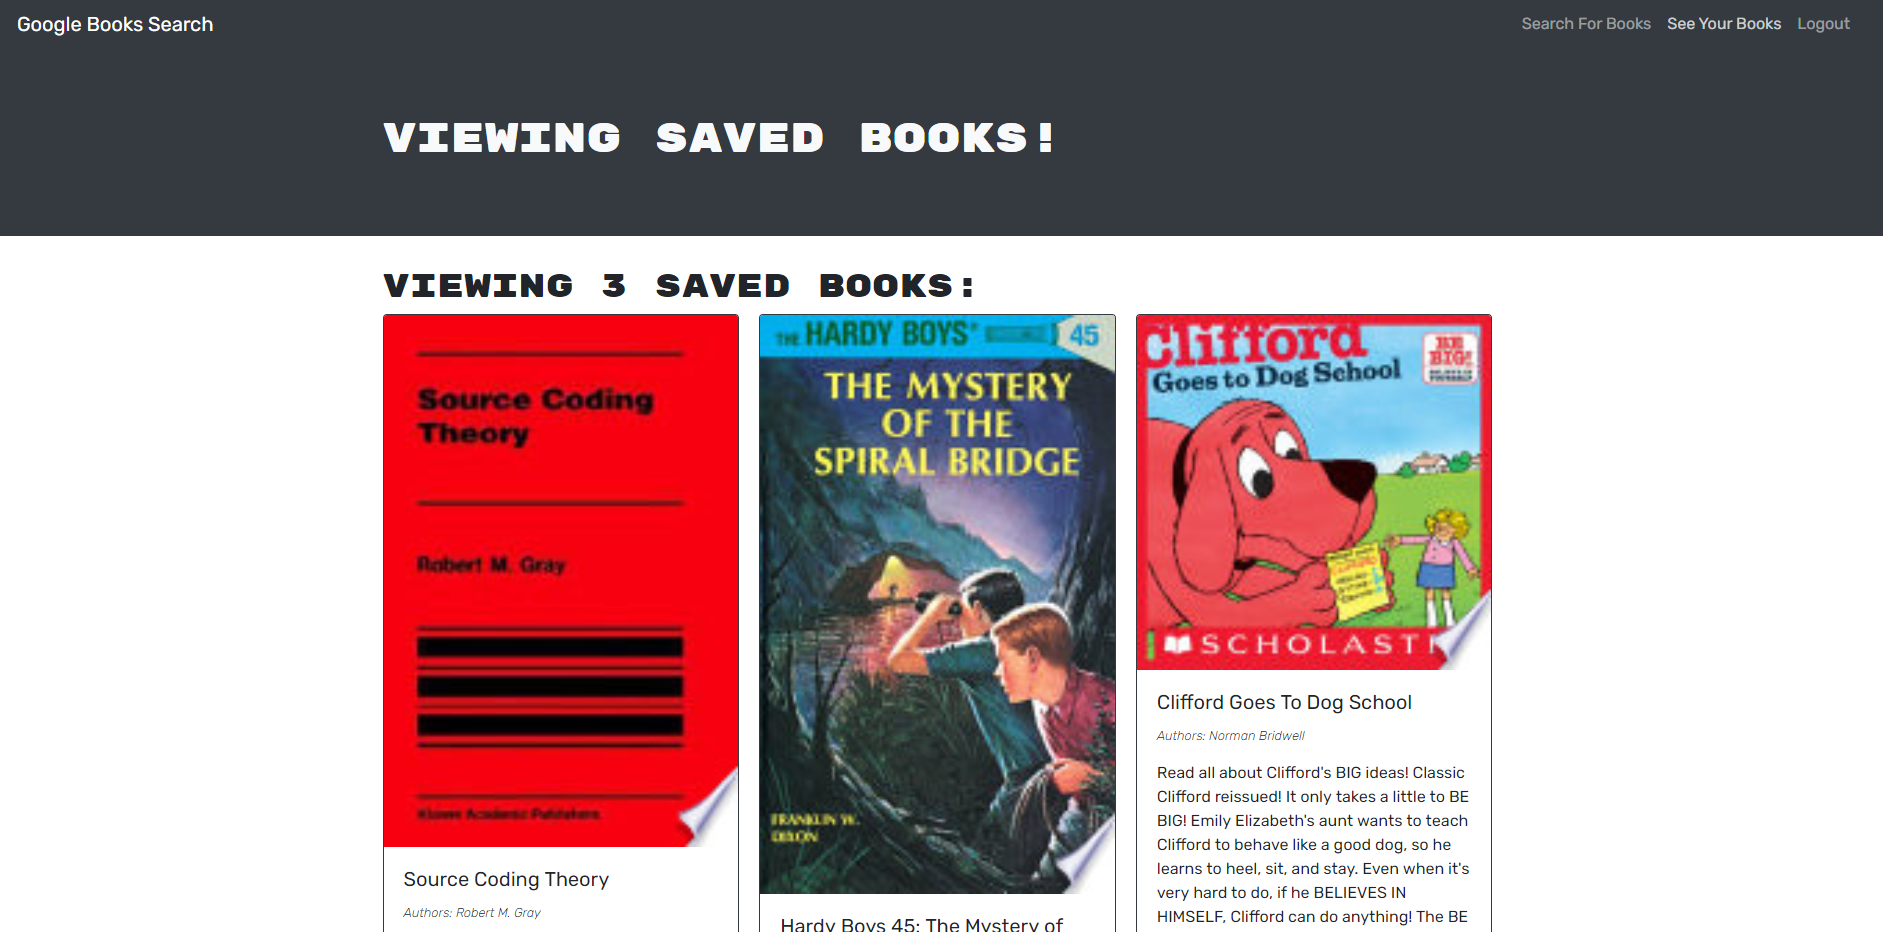 Google Books Search
Search For Books See Your Books Logout
VIEWING SAVED BOOKS!
VIEWING 3 SAVED BOOKS:
Source Coding
Theory
Robert M. Gray
Kluwer Academic Publishers
Source Coding Theory
Authors: Robert M. Gray
THE HARDY BOYS® 45
THE MYSTERY
OF THE
SPIRAL BRIDGE
FRANKLIN W.
DIXON
Hardy Boys 45: The Mystery of
Clifford
Goes to Dog School
BE
BIG!
SCHOLASTI
Clifford Goes To Dog School
Authors: Norman Bridwell
Read all about Clifford's BIG ideas! Classic
Clifford reissued! It only takes a little to BE
BIG! Emily Elizabeth's aunt wants to teach
Clifford to behave like a good dog, so he
learns to heel, sit, and stay. Even when it's
very hard to do, if he BELIEVES IN
HIMSELF, Clifford can do anything! The BE